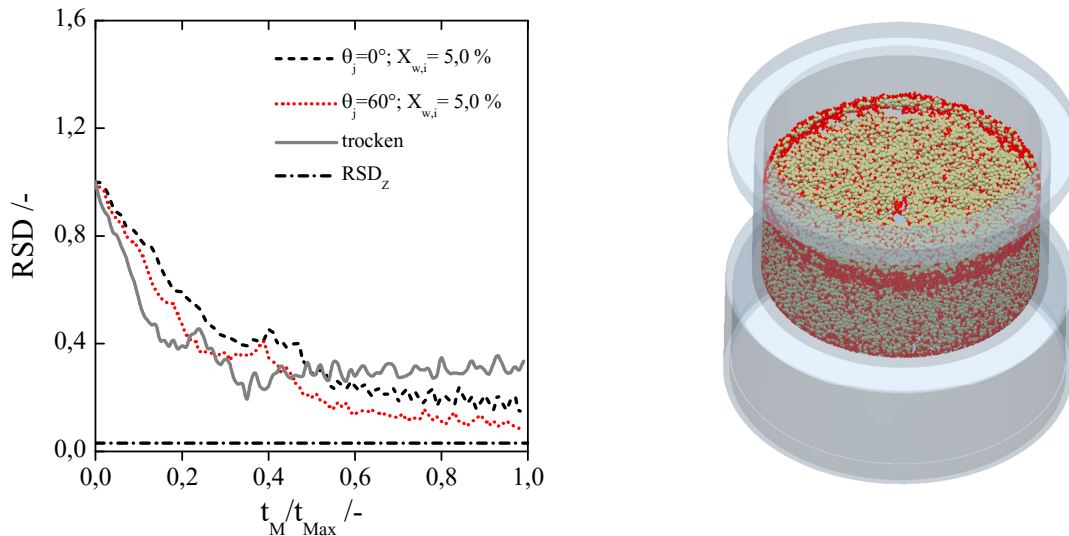 1,6
1,2
0,8
0,4
0,0
RSD /-
θj=0°; Xw,i= 5,0 %
θj=60°; Xw,i= 5,0 %
trocken
RSDZ
0,0 0,2 0,4 0,6 0,8 1,0
tM/tMax /-